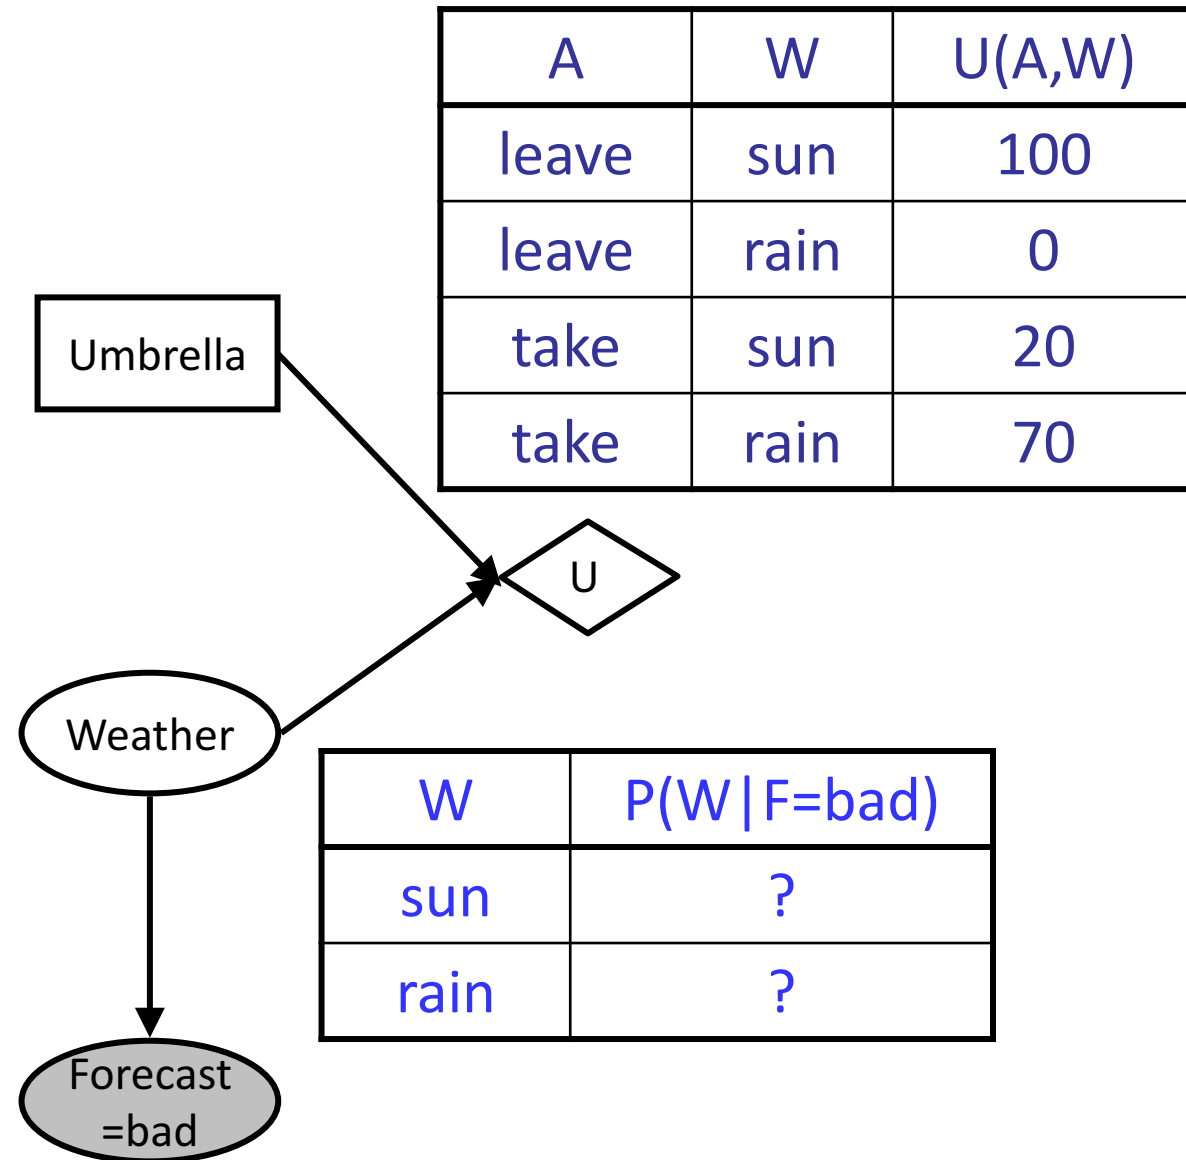 A W U(A,W)
leave sun 100
leave rain 0
take sun 20
take rain 70
Umbrella
U
Weather
W P(W|F=bad)
sun ?
rain ?
Forecast
=bad